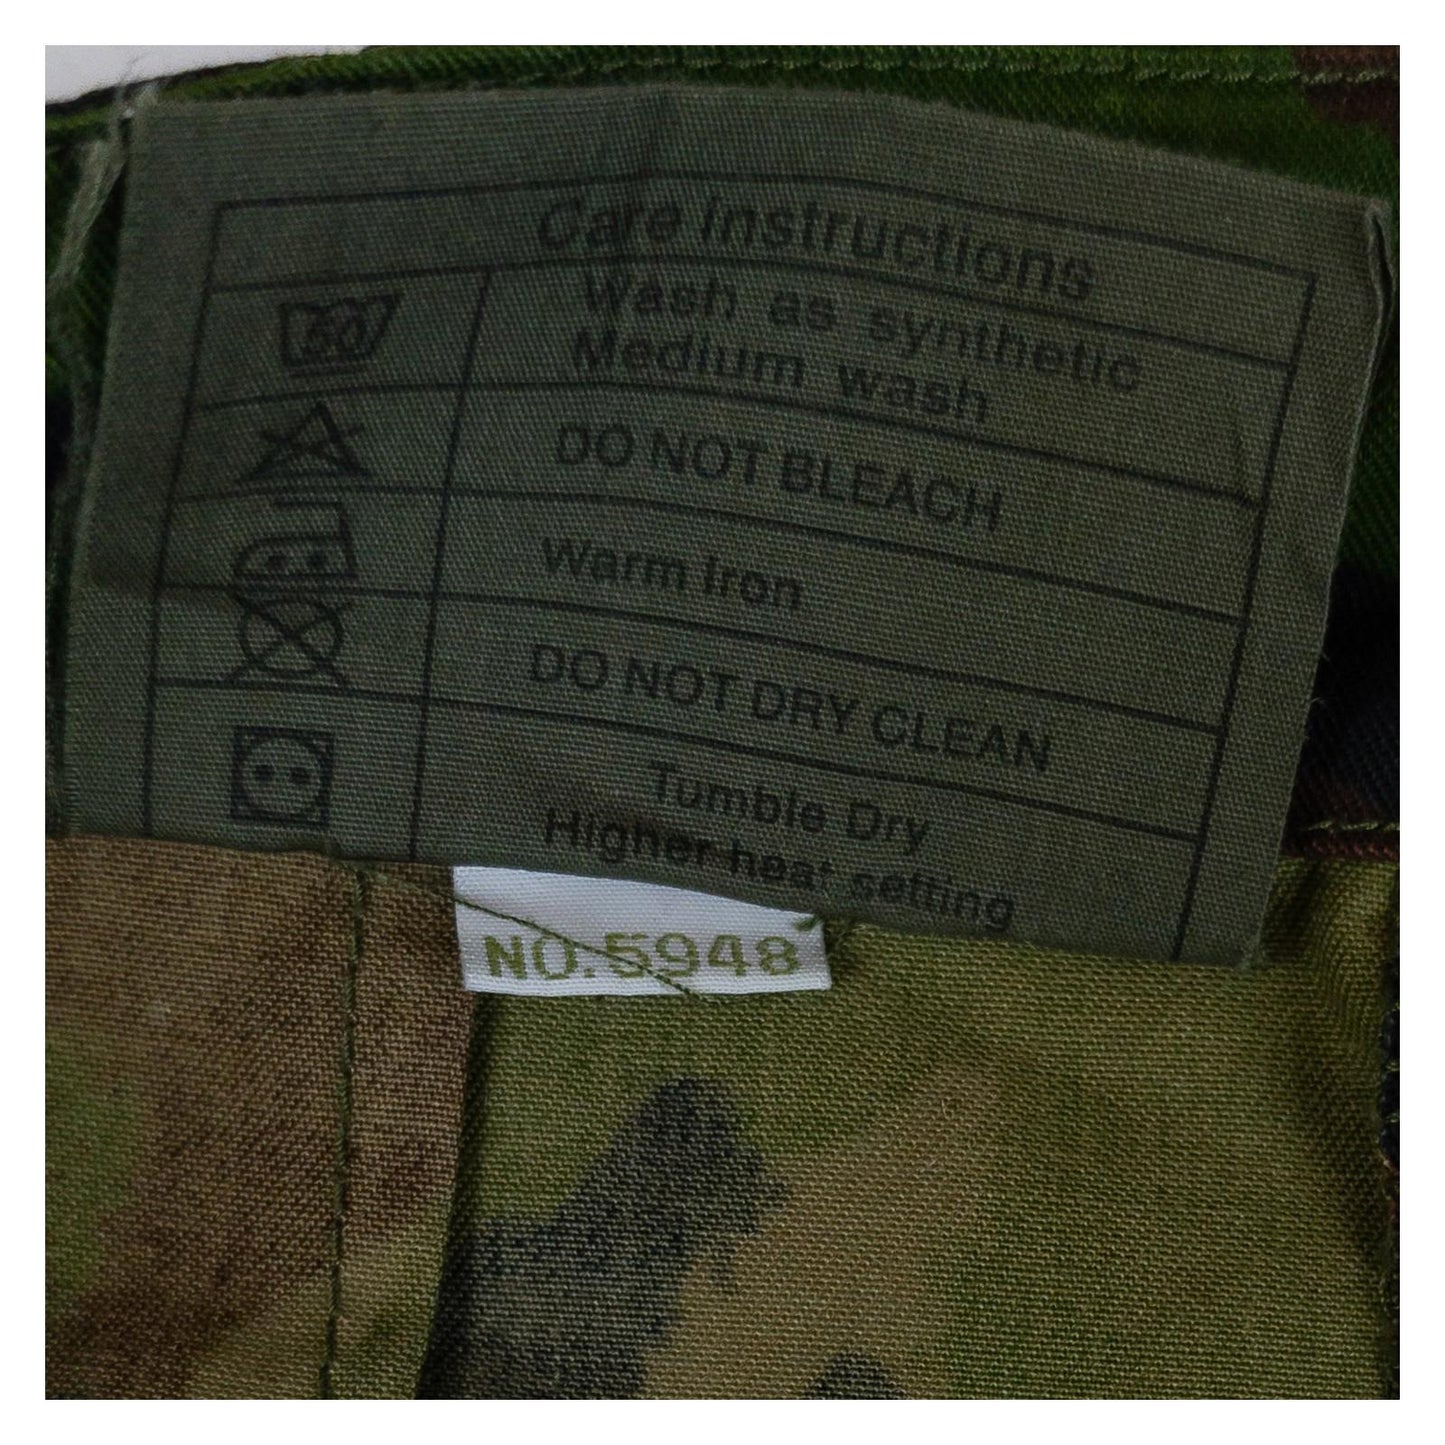 Care instructions
Wash as synthetic
Medium wash
DO NOT BLEACH
Warm Iron
DO NOT DRY CLEAN
Tumble Dry
Higher heat setting
NO.5948